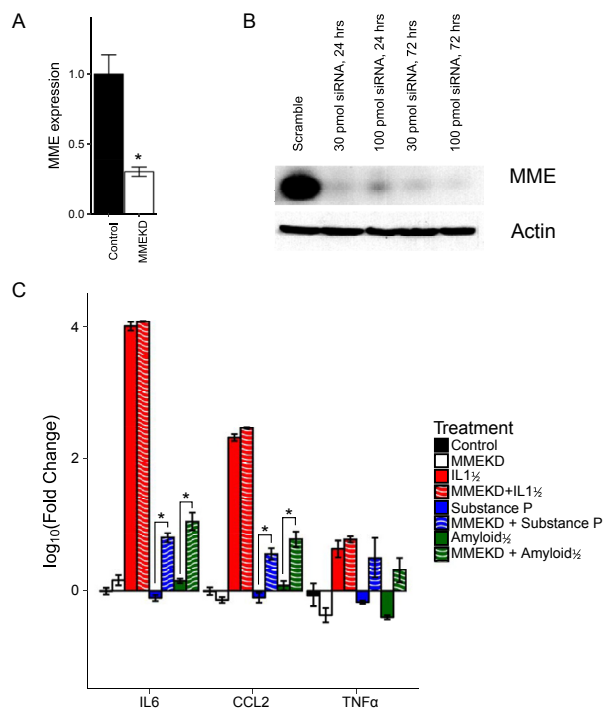 A
MME expression
1.0
0.5
0.0
*
Control
MMEKD
B
Scramble
30 pmol siRNA, 24 hrs
100 pmol siRNA, 24 hrs
30 pmol siRNA, 72 hrs
100 pmol siRNA, 72 hrs
MME
Actin
C
log10(Fold Change)
4
2
0
*
*
*
*
IL6
CCL2
TNFα
Treatment
Control
MMEKD
IL1½
MMEKD+IL1½
Substance P
MMEKD + Substance P
Amyloid½
MMEKD + Amyloid½